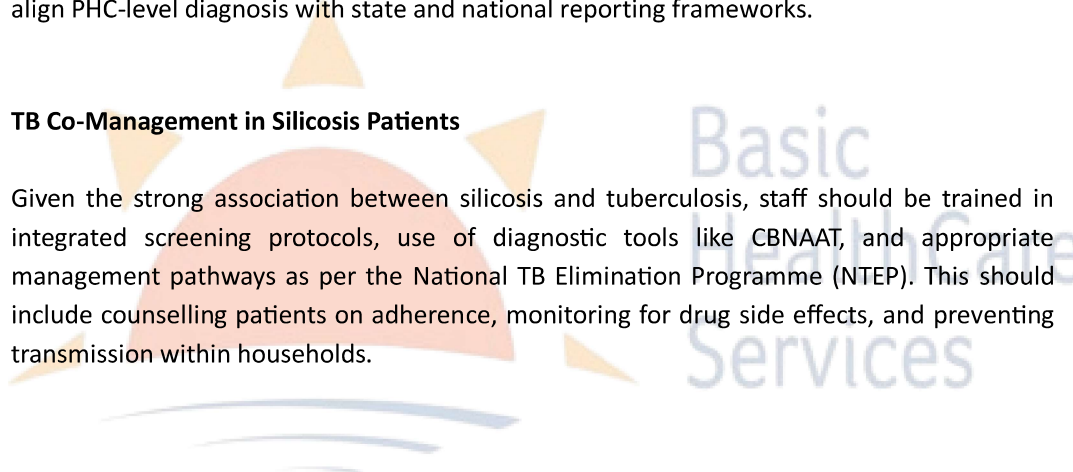 align PHC-level diagnosis with state and national reporting frameworks.
TB Co-Management in Silicosis Patients
Given the strong association between silicosis and tuberculosis, staff should be trained in
integrated screening protocols, use of diagnostic tools like CBNAAT, and appropriate
management pathways as per the National TB Elimination Programme (NTEP). This should
include counselling patients on adherence, monitoring for drug side effects, and preventing
transmission within households.
Basic
HealthCare
Services